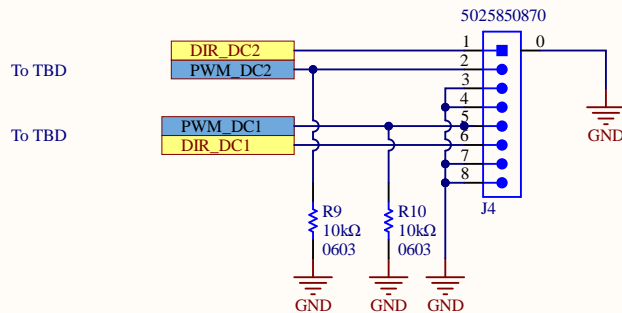 5025850870
DIR_DC2 1 0
To TBD PWM_DC2 2
3
4
To TBD PWM_DC1 5
DIR_DC1 6 GND
7
8
R9 R10 J4
10kΩ 10kΩ
0603 0603
GND GND GND